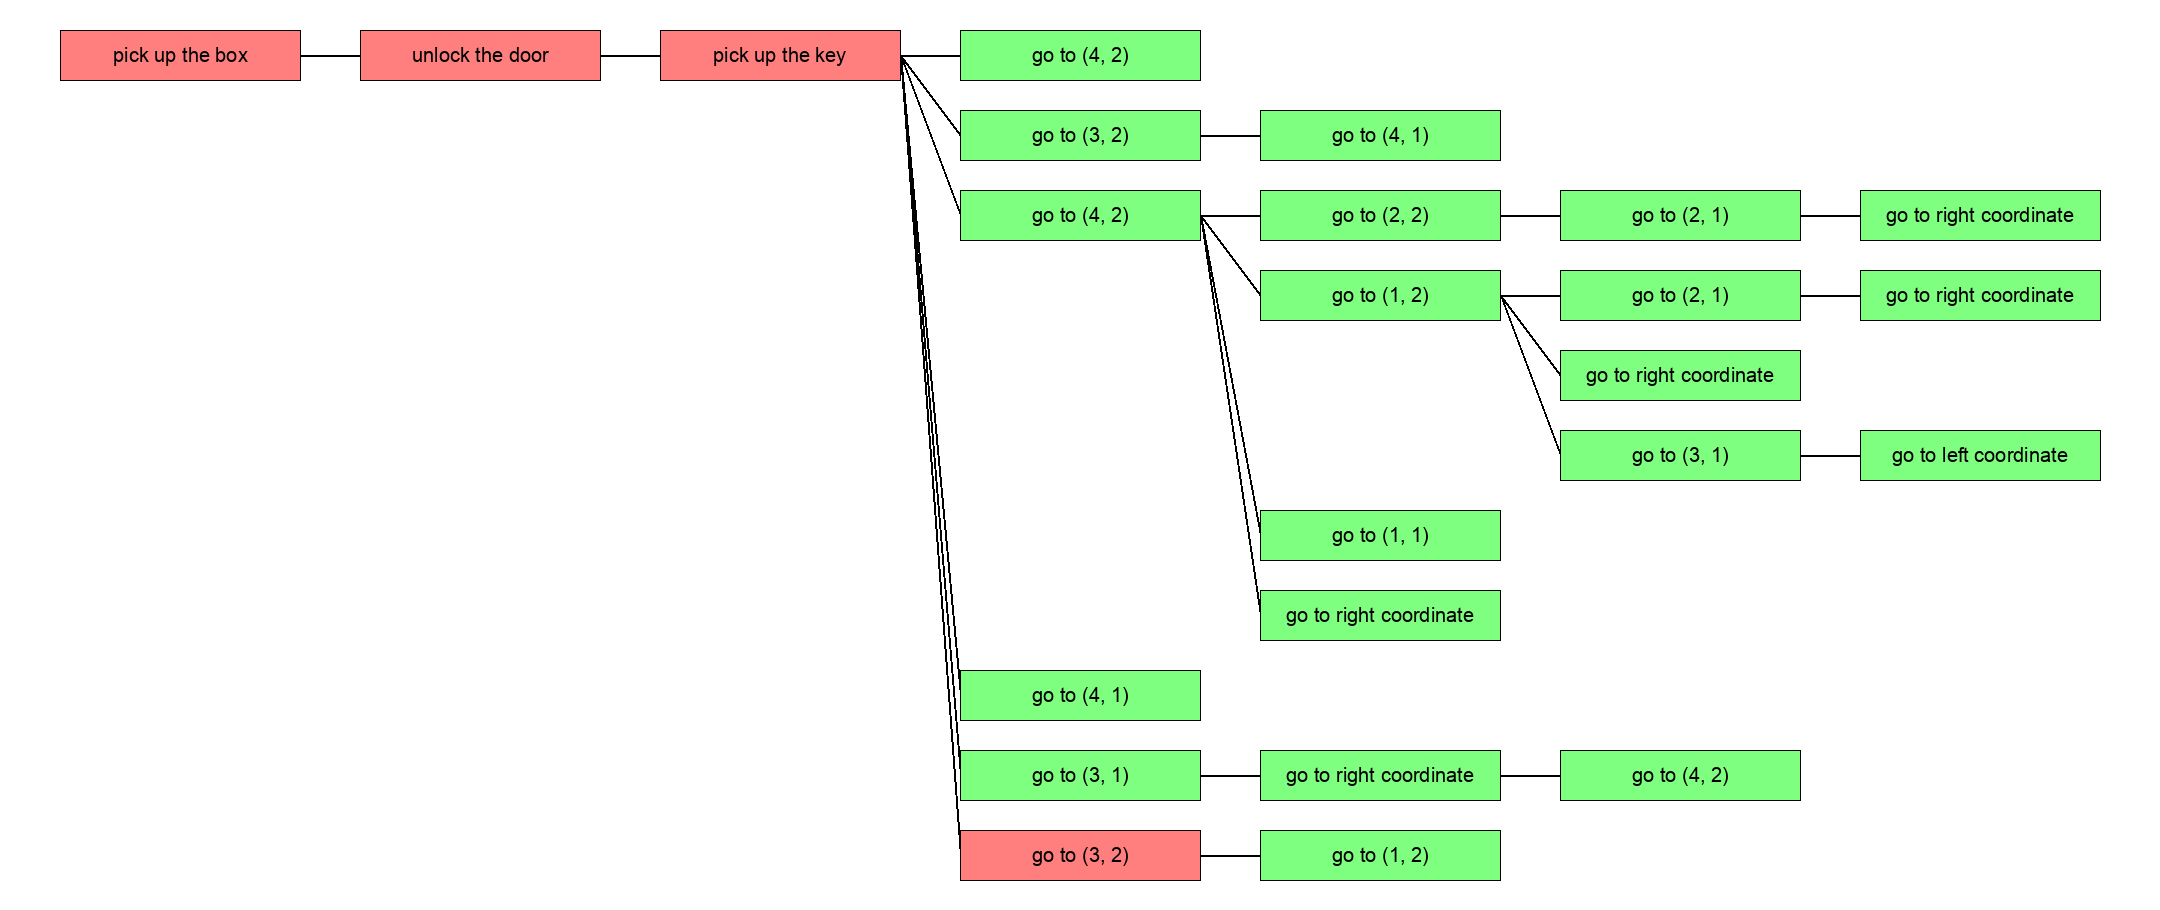 pick up the box
unlock the door
pick up the key
go to (4, 2)
go to (3, 2)
go to (4, 1)
go to (4, 2)
go to (2, 2)
go to (2, 1)
go to right coordinate
go to (1, 2)
go to (2, 1)
go to right coordinate
go to right coordinate
go to (3, 1)
go to left coordinate
go to (1, 1)
go to right coordinate
go to (4, 1)
go to (3, 1)
go to right coordinate
go to (4, 2)
go to (3, 2)
go to (1, 2)